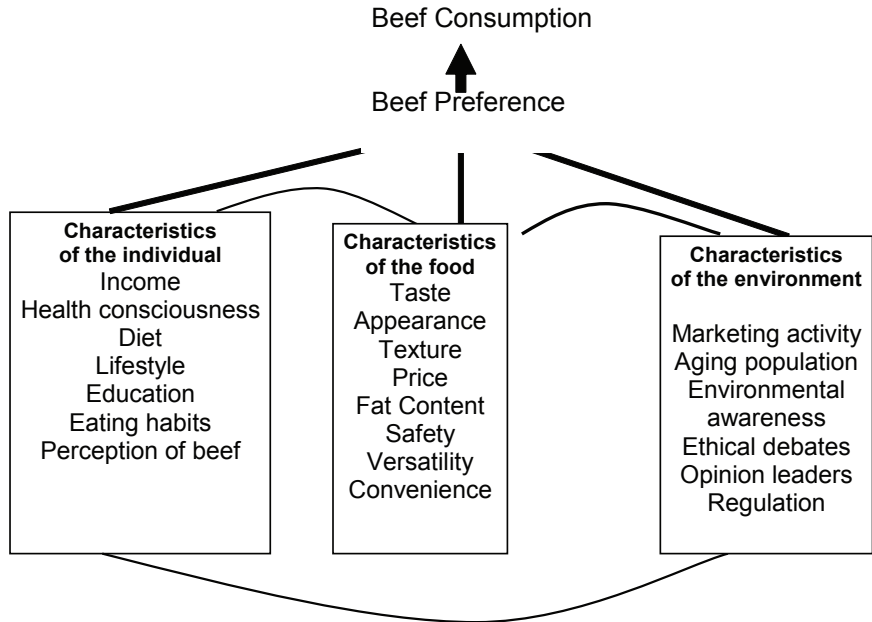 Beef Consumption
Beef Preference
Characteristics
of the individual
Income
Health consciousness
Diet
Lifestyle
Education
Eating habits
Perception of beef
Characteristics
of the food
Taste
Appearance
Texture
Price
Fat Content
Safety
Versatility
Convenience
Characteristics
of the environment
Marketing activity
Aging population
Environmental
awareness
Ethical debates
Opinion leaders
Regulation